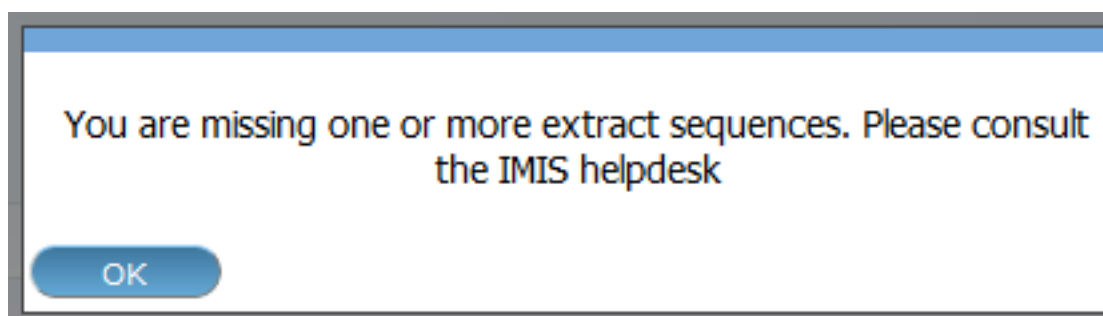 You are missing one or more extract sequences. Please consult
the IMIS helpdesk
OK